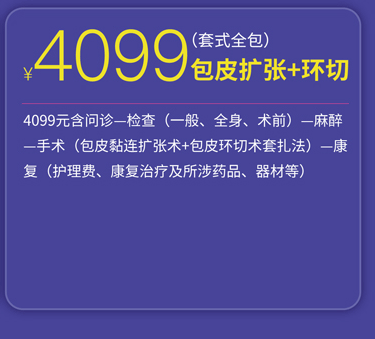 ¥4099(套式全包)
包皮扩张+环切
4099元含问诊—检查（一般、全身、术前）—麻醉
—手术（包皮黏连扩张术+包皮环切术套扎法）—康
复（护理费、康复治疗及所涉药品、器材等）